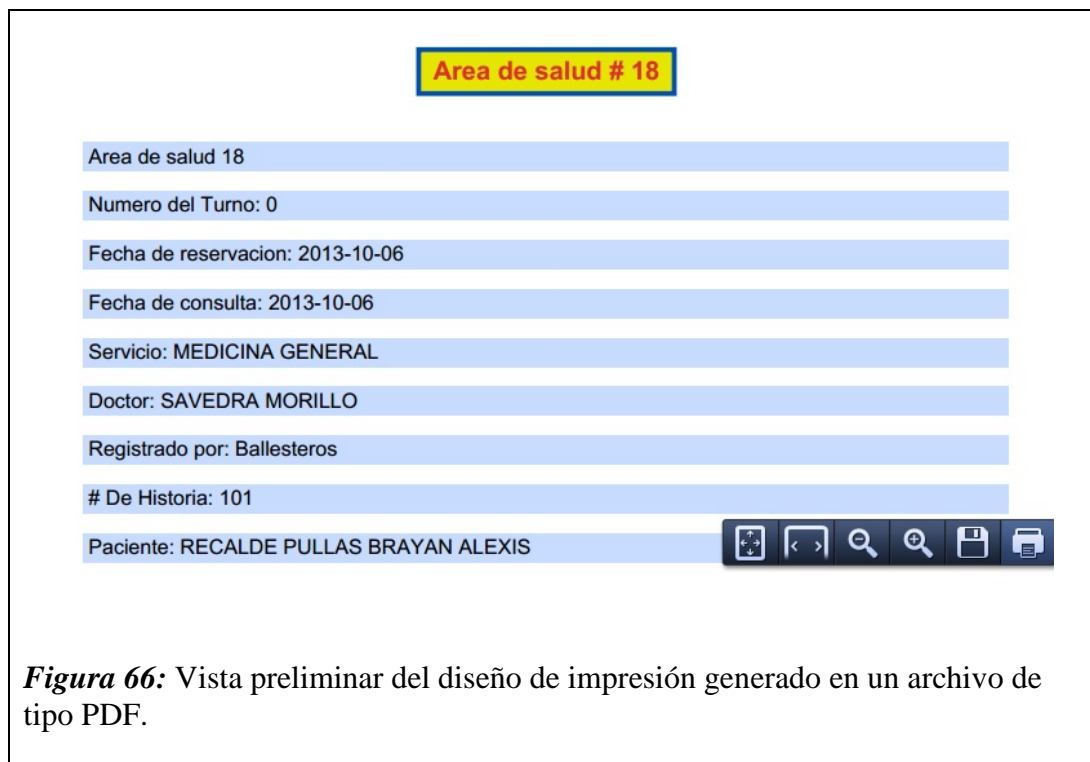 Area de salud # 18
Area de salud 18
Numero del Turno: 0
Fecha de reservacion: 2013-10-06
Fecha de consulta: 2013-10-06
Servicio: MEDICINA GENERAL
Doctor: SAVEDRA MORILLO
Registrado por: Ballesteros
# De Historia: 101
Paciente: RECALDE PULLAS BRAYAN ALEXIS
Figura 66: Vista preliminar del diseño de impresión generado en un archivo de
tipo PDF.